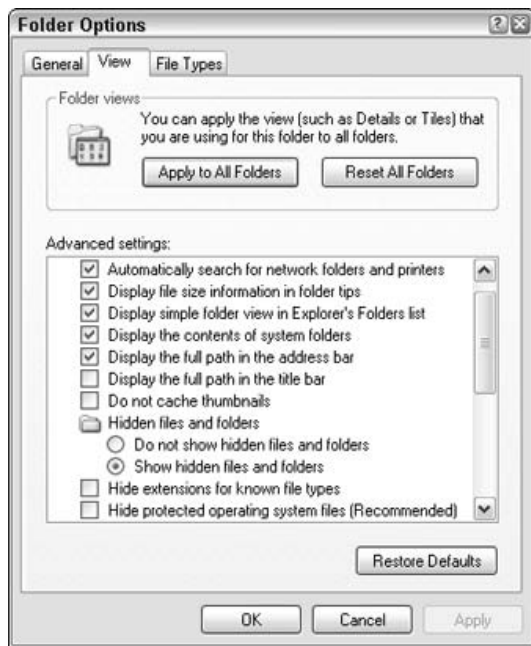 Folder Options
General
View
File Types
Folder views
You can apply the view (such as Details or Tiles) that
you are using for this folder to all folders.
Apply to All Folders
Reset All Folders
Advanced settings:
Automatically search for network folders and printers
Display file size information in folder tips
Display simple folder view in Explorer's Folders list
Display the contents of system folders
Display the full path in the address bar
Display the full path in the title bar
Do not cache thumbnails
Hidden files and folders
Do not show hidden files and folders
Show hidden files and folders
Hide extensions for known file types
Hide protected operating system files (Recommended)
Restore Defaults
OK
Cancel
Apply